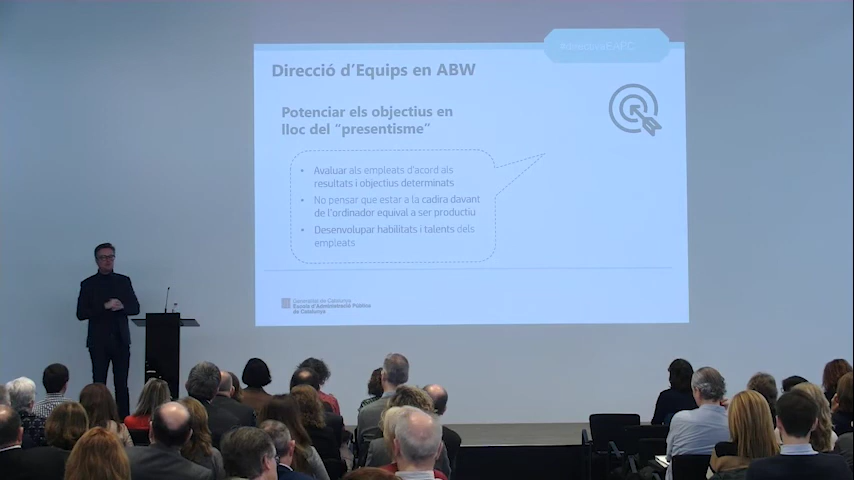 Direcció d'Equips en ABW
Potenciar els objectius en
lloc del "presentisme"
• Avaluar als empleats d'acord als
resultats i objectius determinats
• No pensar que estar a la cadira davant
de l'ordinador equival a ser productiu
• Desenvolupar habilitats i talents dels
empleats
Generalitat de Catalunya
Escola d'Administració Pública
de Catalunya